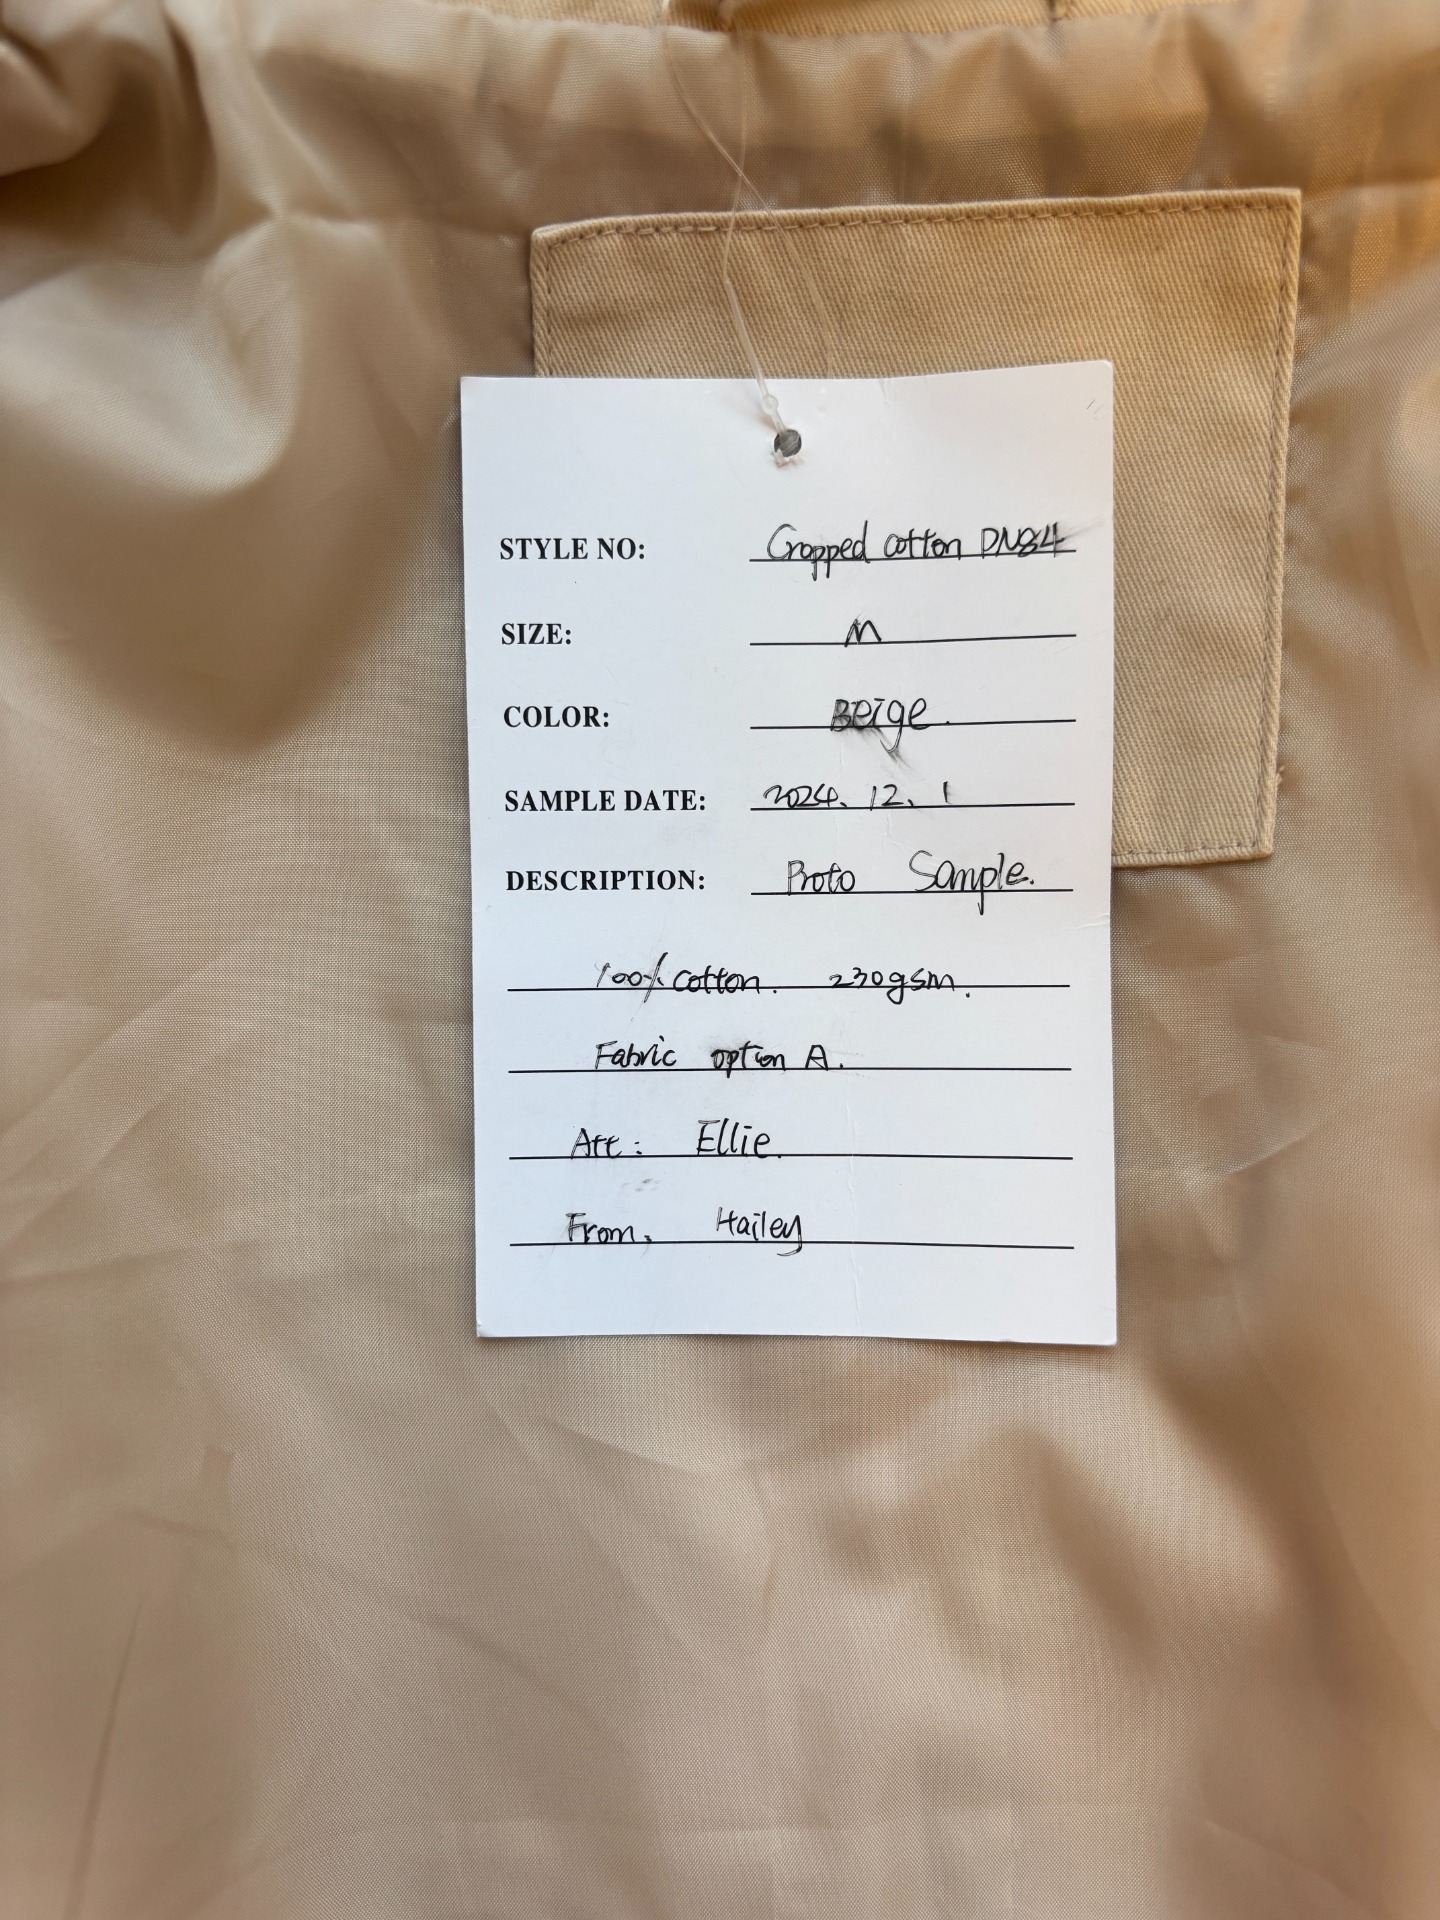 STYLE NO: Cropped cotton DN84
SIZE: M
COLOR: Beige.
SAMPLE DATE: 2024. 12. 1
DESCRIPTION: Proto Sample.
100% cotton. 230gsm.
Fabric option A.
Att: Ellie.
From. Hailey